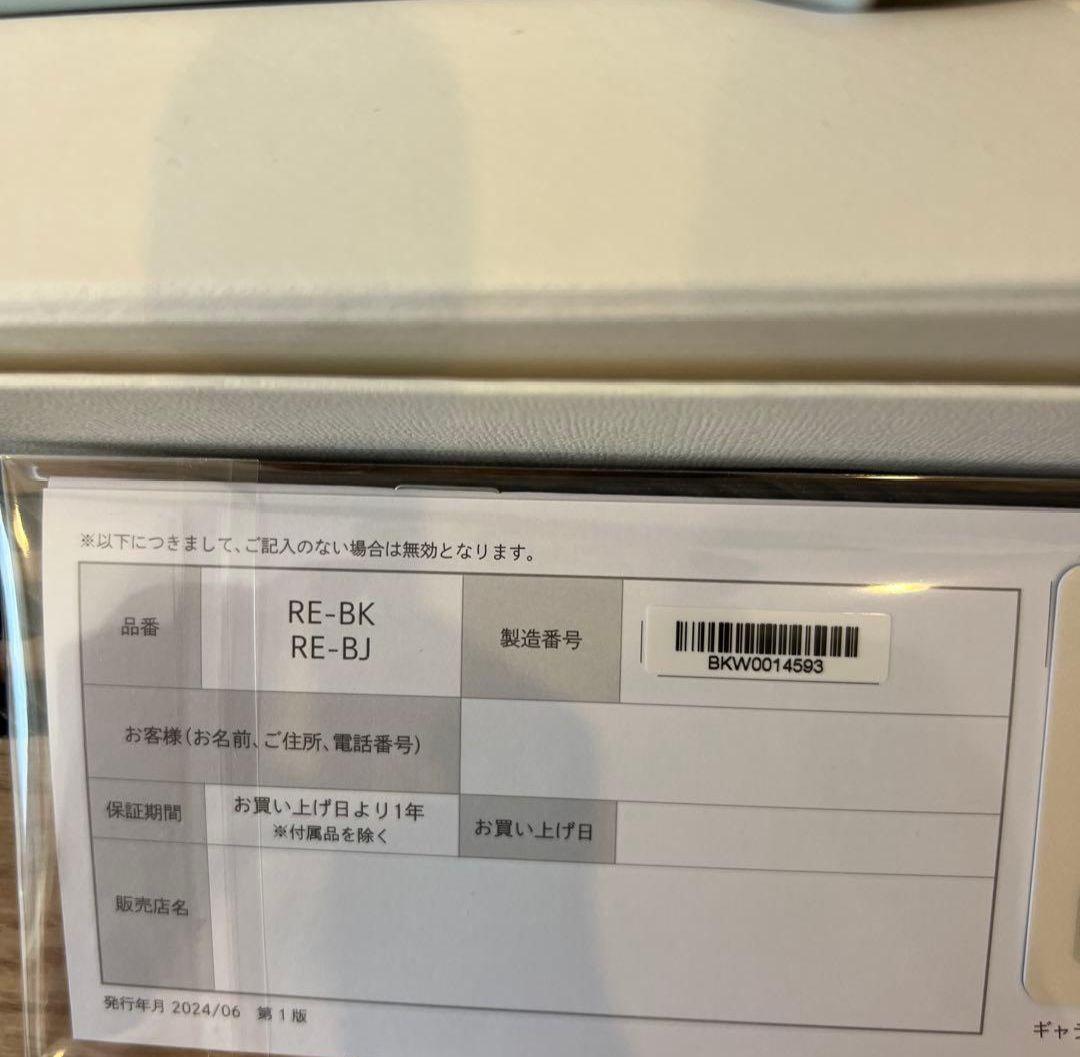 ※以下につきまして、ご記入のない場合は無効となります。
品番
RE-BK
RE-BJ
製造番号
BKW0014593
お客様(お名前、ご住所、電話番号)
保証期間
お買い上げ日より1年
※付属品を除く
お買い上げ日
販売店名
発行年月 2024/06 第1版
ギャラ